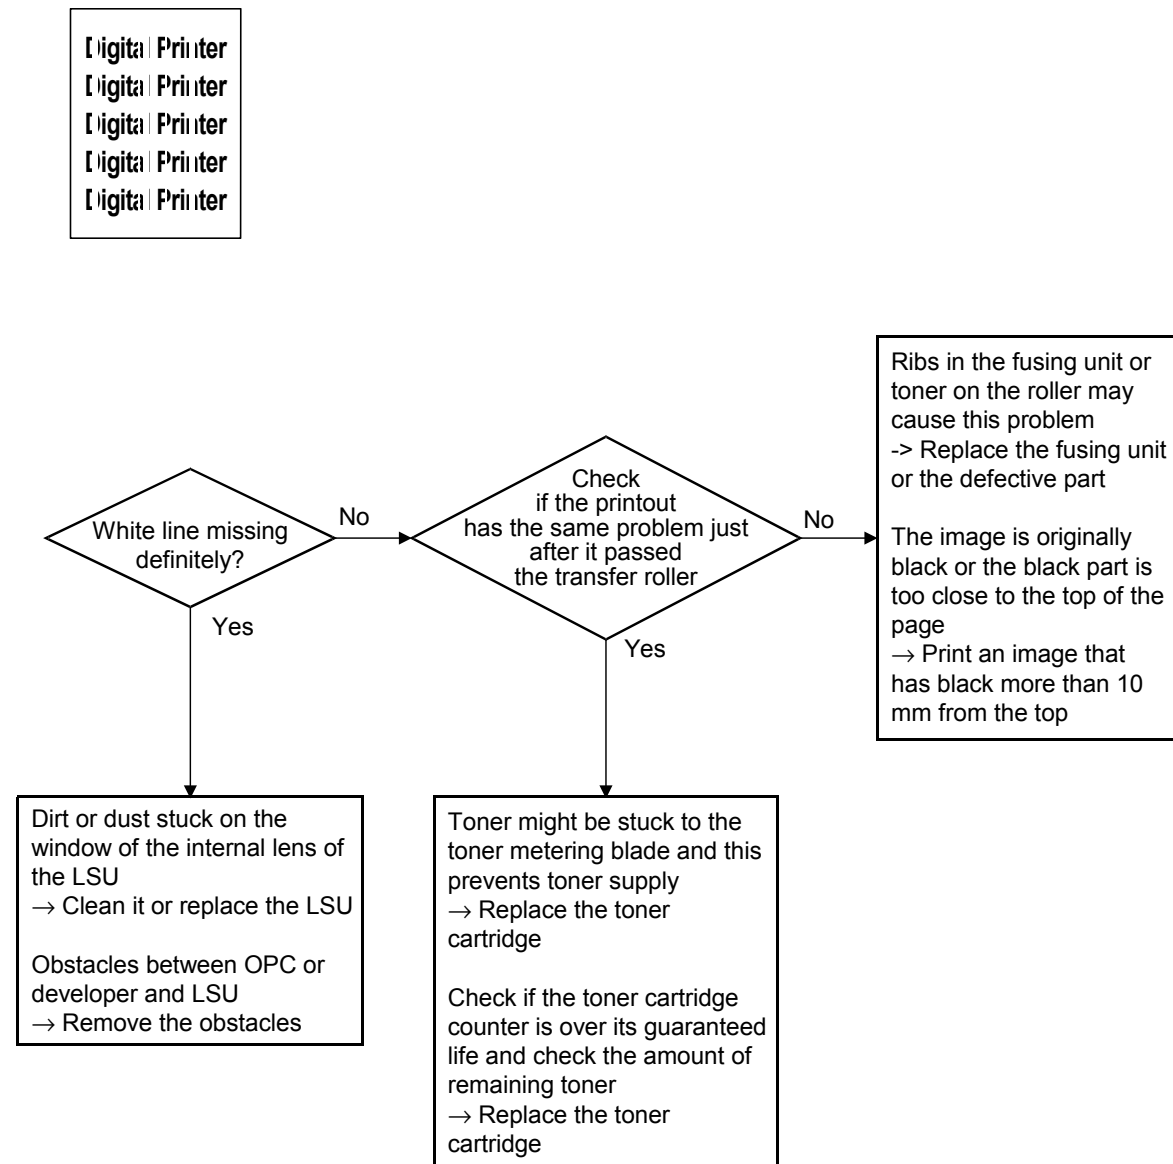 Digital Printer
Digital Printer
Digital Printer
Digital Printer
Digital Printer
White line missing
definitely?
No
Yes
Check
if the printout
has the same problem just
after it passed
the transfer roller
No
Yes
Ribs in the fusing unit or
toner on the roller may
cause this problem
-> Replace the fusing unit
or the defective part
The image is originally
black or the black part is
too close to the top of the
page
→ Print an image that
has black more than 10
mm from the top
Dirt or dust stuck on the
window of the internal lens of
the LSU
→ Clean it or replace the LSU
Obstacles between OPC or
developer and LSU
→ Remove the obstacles
Toner might be stuck to the
toner metering blade and this
prevents toner supply
→ Replace the toner
cartridge
Check if the toner cartridge
counter is over its guaranteed
life and check the amount of
remaining toner
→ Replace the toner
cartridge